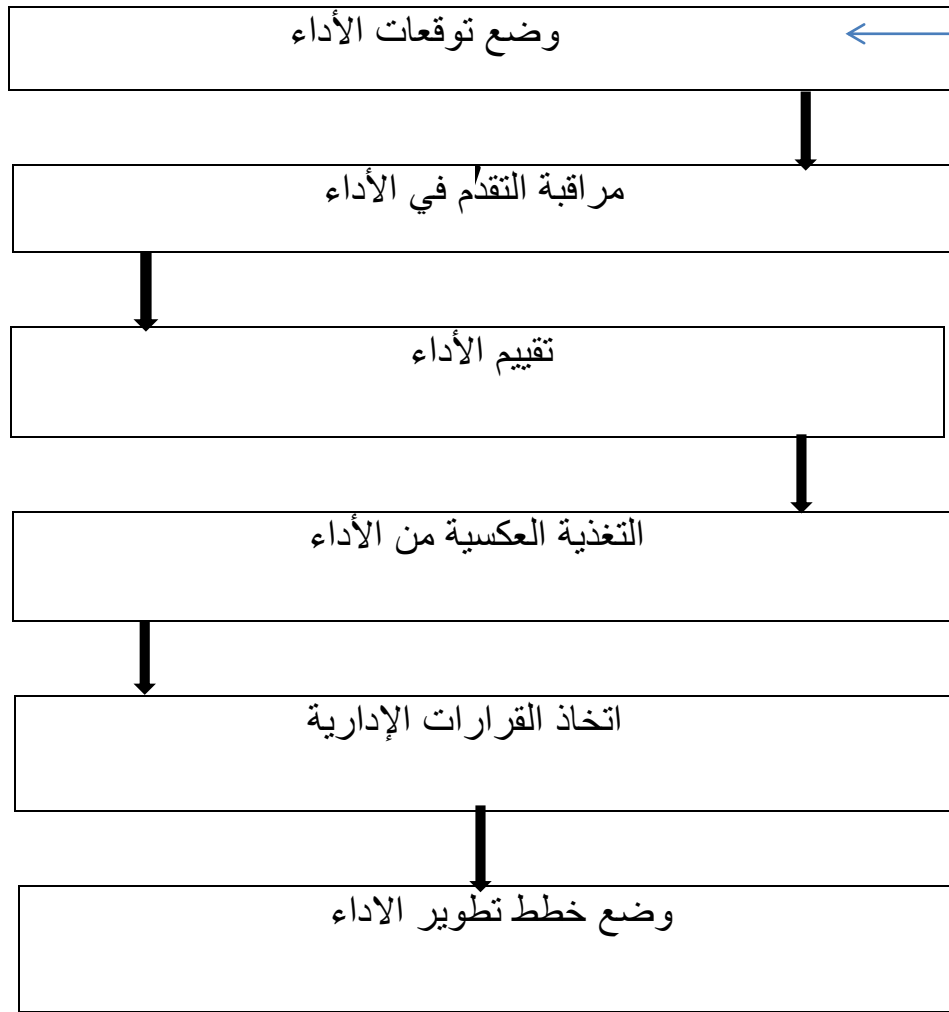 وضع توقعات الأداء
مراقبة التقدّم في الأداء
تقييم الأداء
التغذية العكسية من الأداء
اتخاذ القرارات الإدارية
وضع خطط تطوير الاداء